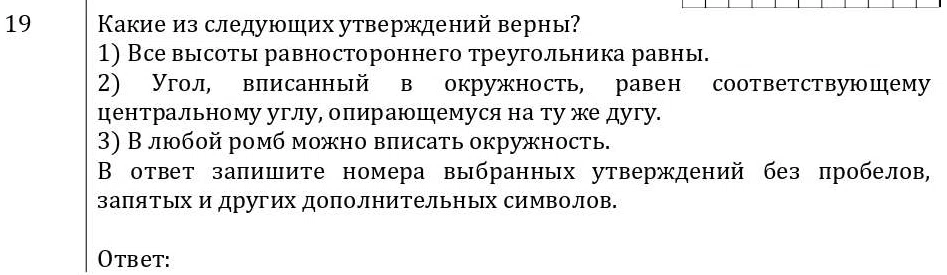 19
Какие из следующих утверждений верны?
1) Все высоты равностороннего треугольника равны.
2) Угол, вписанный в окружность, равен соответствующему
центральному углу, опирающемуся на ту же дугу.
3) В любой ромб можно вписать окружность.
В ответ запишите номера выбранных утверждений без пробелов,
запятых и других дополнительных символов.
Ответ: